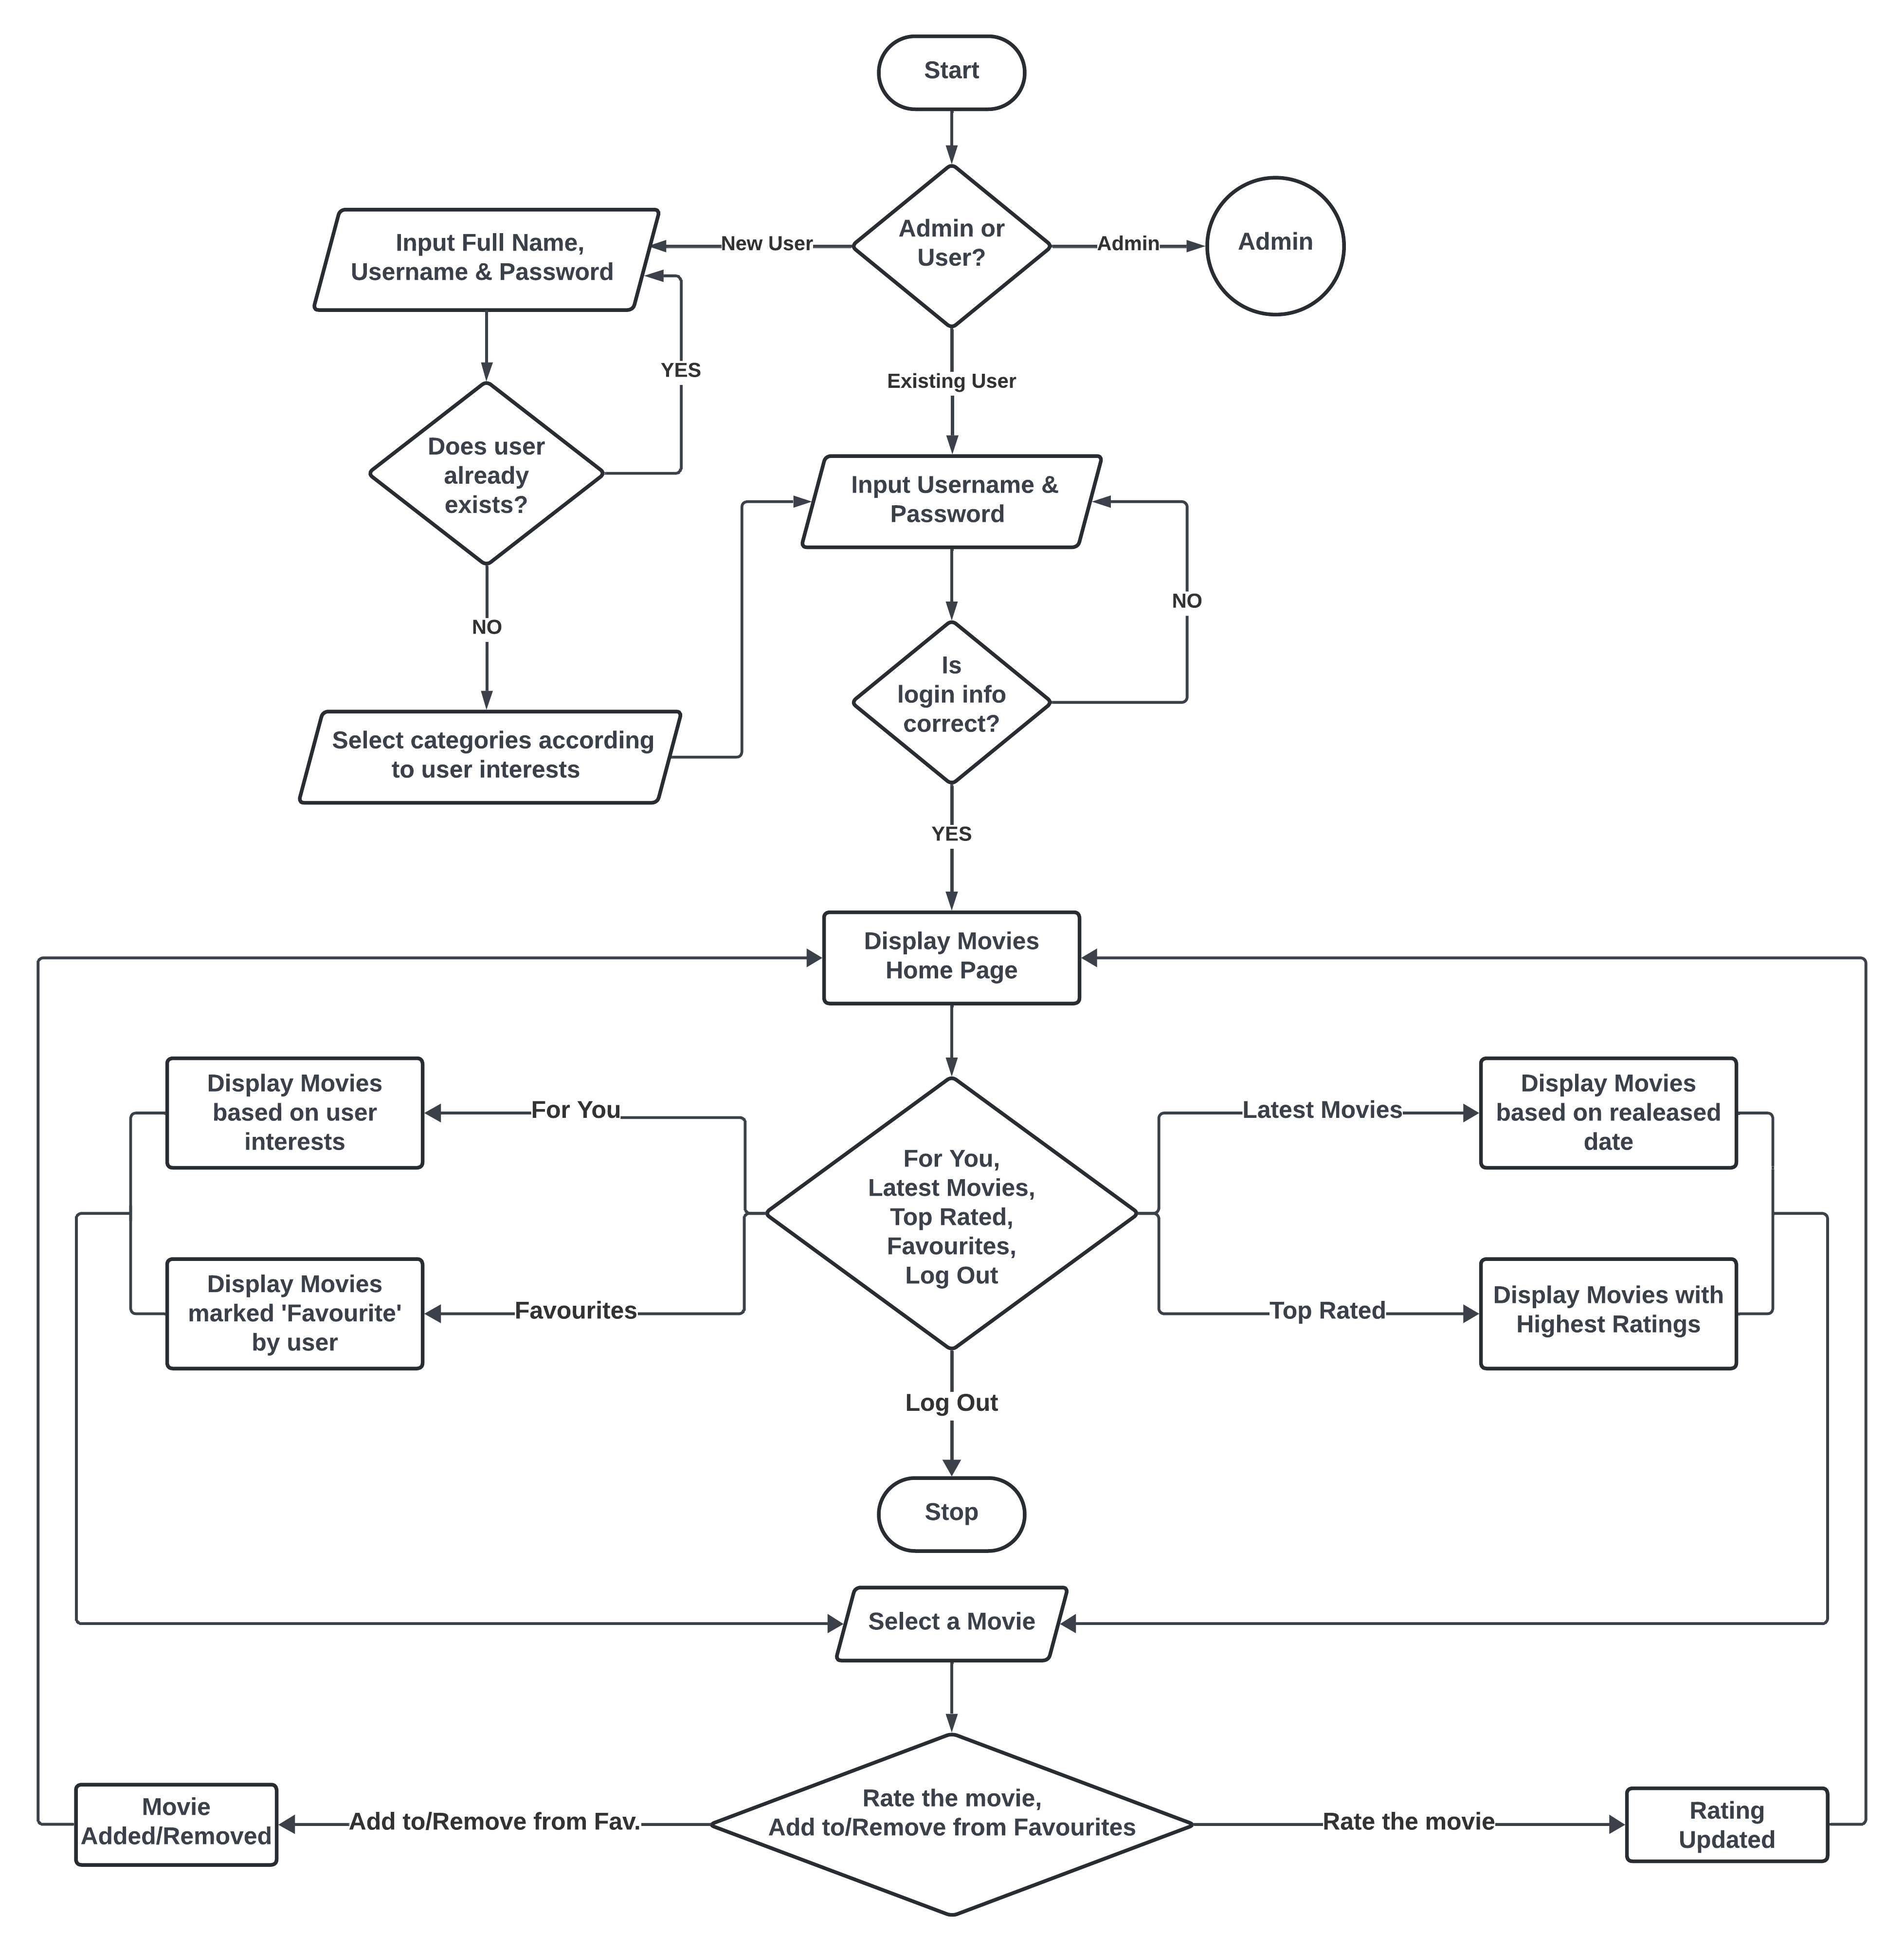 Start
Admin or
User?
New User
Admin
Admin
Input Full Name,
Username & Password
YES
Existing User
Does user
already
exists?
Input Username &
Password
NO
NO
Is
login info
correct?
Select categories according
to user interests
YES
Display Movies
Home Page
Display Movies
based on user
interests
For You
Latest Movies
Display Movies
based on realeased
date
For You,
Latest Movies,
Top Rated,
Favourites,
Log Out
Display Movies
marked 'Favourite'
by user
Favourites
Top Rated
Display Movies with
Highest Ratings
Log Out
Stop
Select a Movie
Movie
Added/Removed
Add to/Remove from Fav.
Rate the movie,
Add to/Remove from Favourites
Rate the movie
Rating
Updated